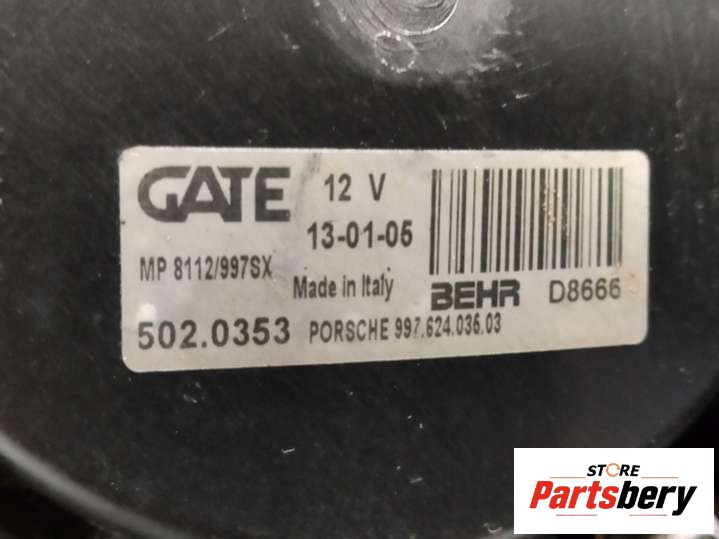 GATE 12 V
13-01-05
MP 8112/997SX Made in Italy BEHR D8666
502.0353 PORSCHE 997.624.036.03
STORE
Partsbery